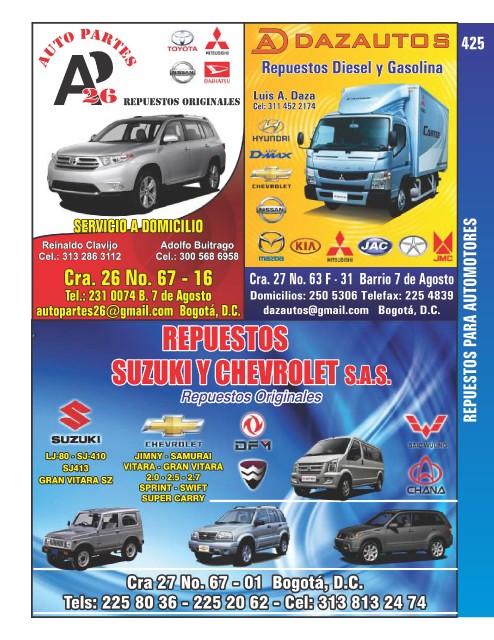 AUTO PARTES
AP
26
REPUESTOS ORIGINALES
TOYOTA
MITSUBISHI
NISSAN
DAIHATSU
SERVICIO A DOMICILIO
Reinaldo Clavijo
Cel.: 313 286 3112
Adolfo Buitrago
Cel.: 300 568 6958
Cra. 26 No. 67 - 16
Tel.: 231 0074 B. 7 de Agosto
autopartes26@gmail.com Bogotá, D.C.
DAZAUTOS
Repuestos Diesel y Gasolina
Luis A. Daza
Cel: 311 452 2174
HYUNDAI
LUV
D-MAX
CHEVROLET
NISSAN
Canter
mazda
KIA
MITSUBISHI
JAC
JMC
Cra. 27 No. 63 F - 31 Barrio 7 de Agosto
Domicilios: 250 5306 Telefax: 225 4839
dazautos@gmail.com Bogotá, D.C.
425
REPUESTOS PARA AUTOMOTORES
REPUESTOS
SUZUKI Y CHEVROLET S.A.S.
Repuestos Originales
SUZUKI
LJ-80 - SJ-410
SJ413
GRAN VITARA SZ
CHEVROLET
JIMNY - SAMURAI
VITARA - GRAN VITARA
2.0 - 2.5 - 2.7
SPRINT - SWIFT
SUPER CARRY
DFM
CHANA
Cra 27 No. 67 - 01 Bogotá, D.C.
Tels: 225 80 36 - 225 20 62 - Cel: 313 813 24 74